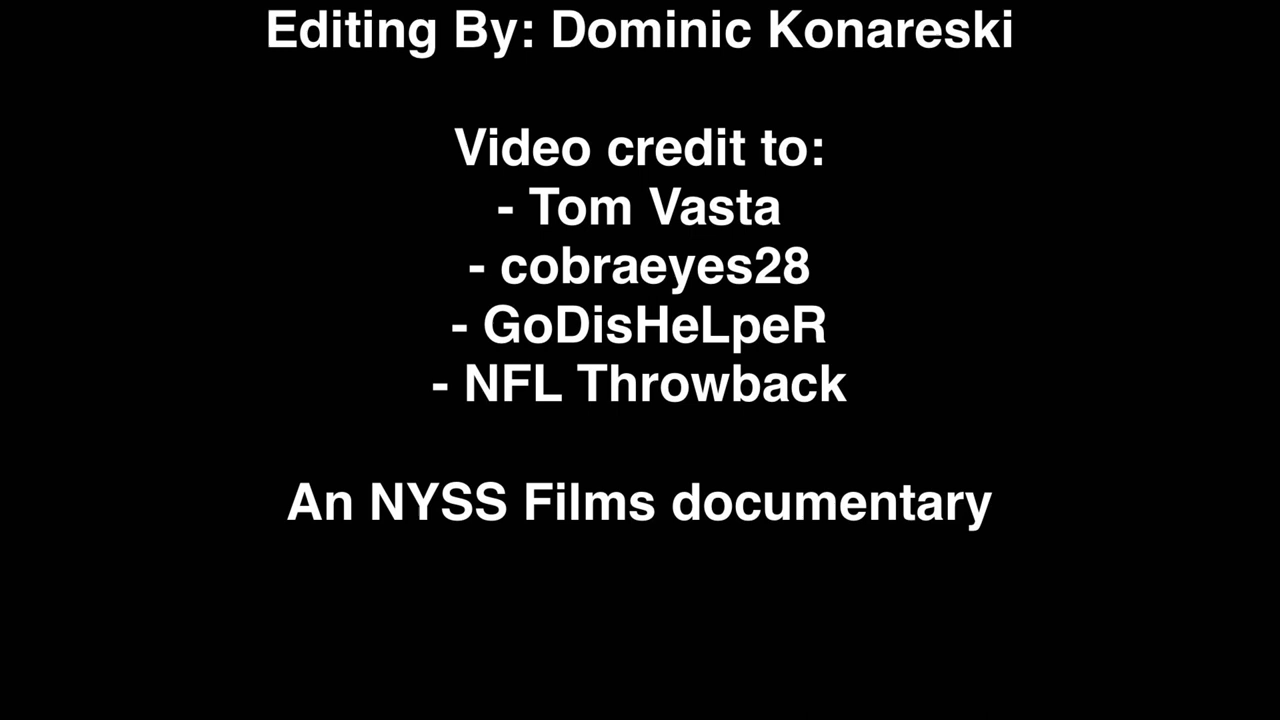 Editing By: Dominic Konareski
Video credit to:
- Tom Vasta
- cobraeyes28
- GoDisHeLpeR
- NFL Throwback
An NYSS Films documentary